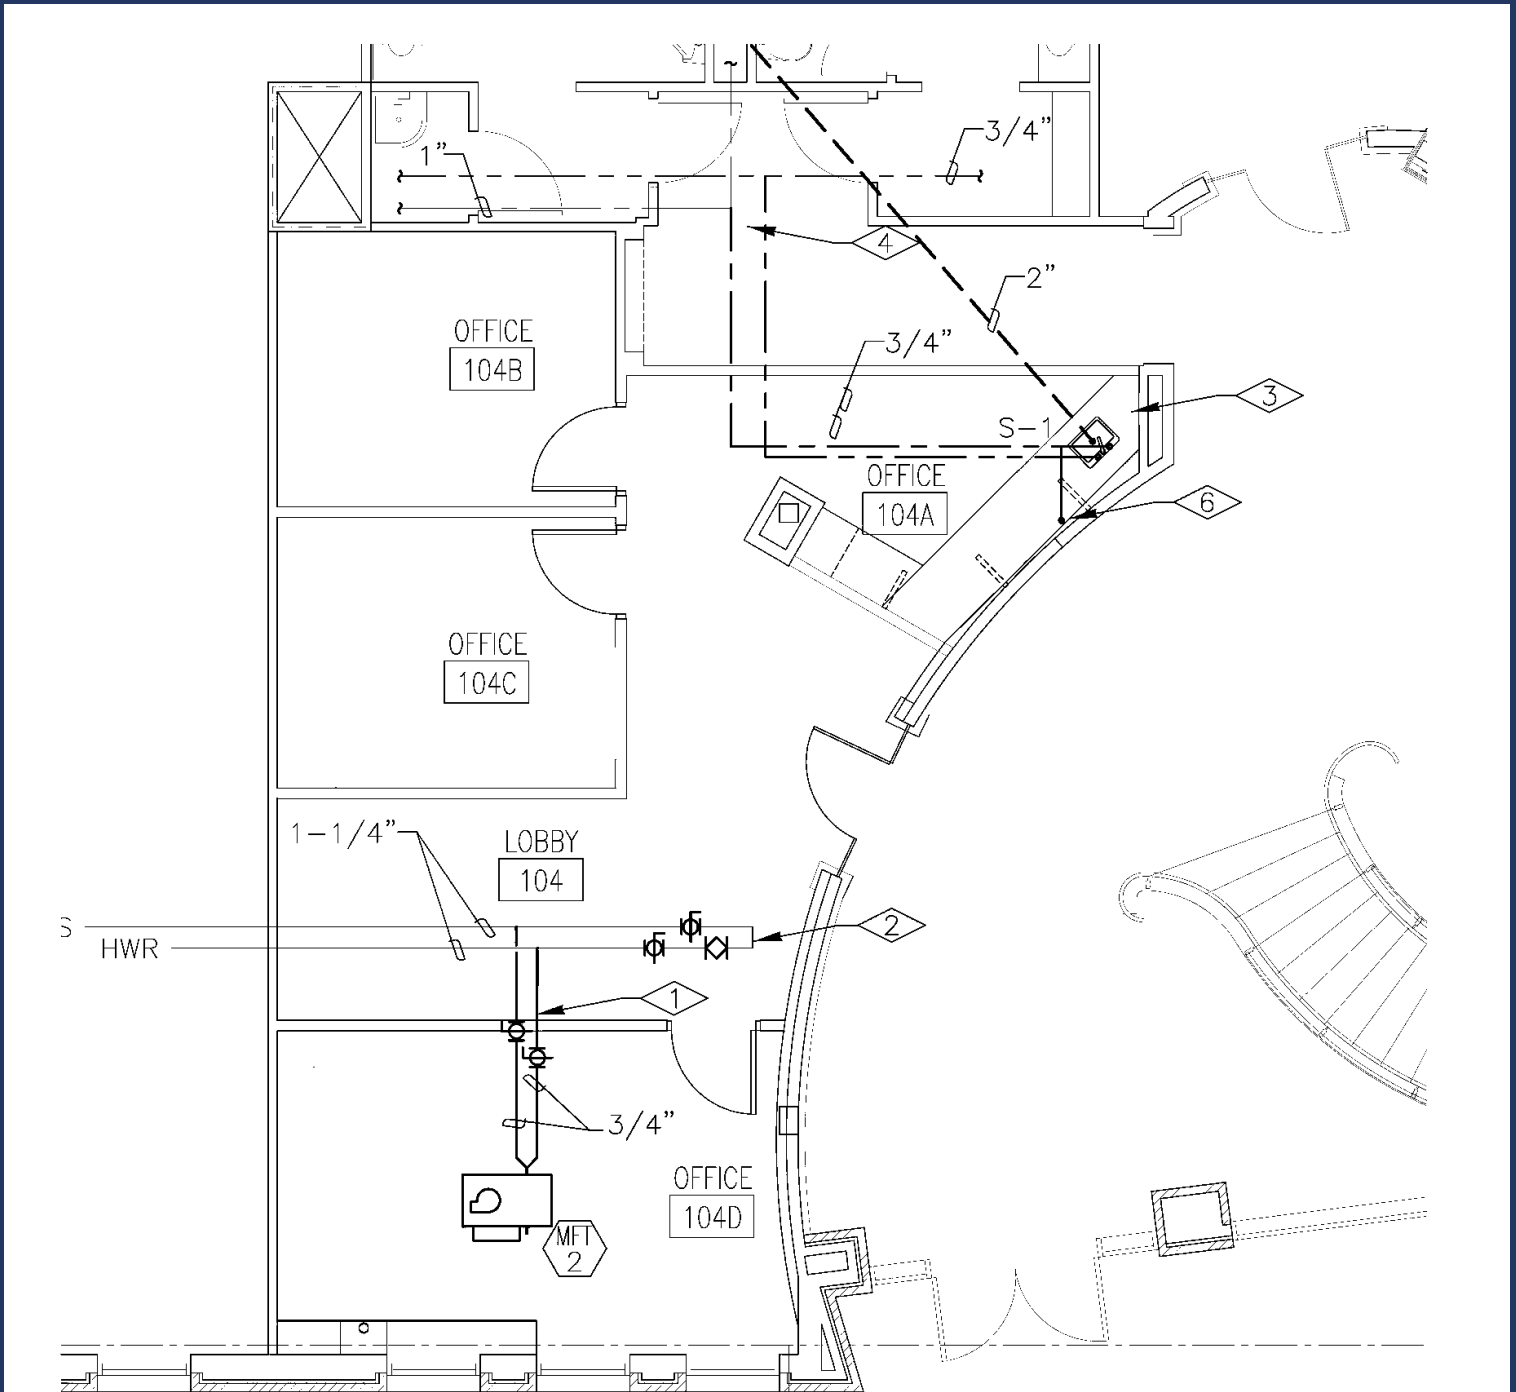 3/4"
1"
4
2"
OFFICE
104B
3/4"
3
S-1
OFFICE
104A
6
OFFICE
104C
1-1/4"
LOBBY
104
S
2
HWR
1
3/4"
OFFICE
104D
MFT
2